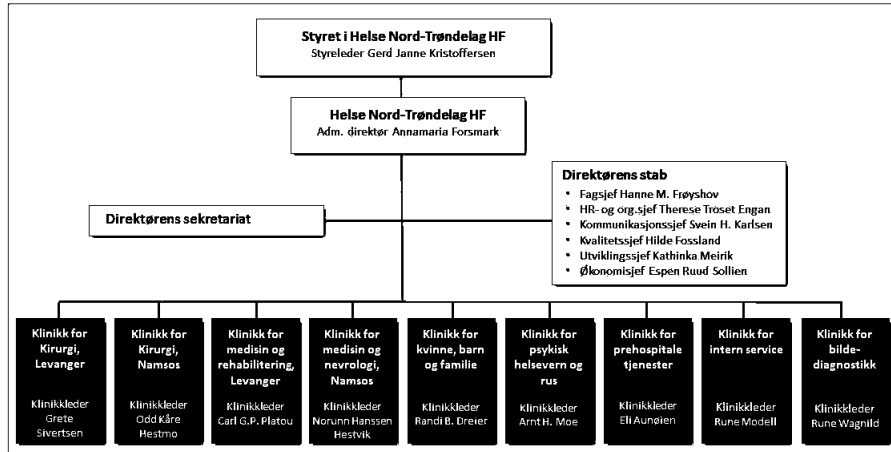 Styret i Helse Nord-Trøndelag HF
Styreleder Gerd Janne Kristoffersen
Helse Nord-Trøndelag HF
Adm. direktør Annamaria Forsmark
Direktørens sekretariat
Direktørens stab
• Fagsjef Hanne M. Frøyshov
• HR- og org.sjef Therese Troset Engan
• Kommunikasjonssjef Svein H. Karlsen
• Kvalitetssjef Hilde Fossland
• Utviklingssjef Kathinka Meirik
• Økonomisjef Espen Ruud Sollien
Klinikk for
Kirurgi,
Levanger
Klinikkleder
Grete
Sivertsen
Klinikk for
Kirurgi,
Namsos
Klinikkleder
Odd Kåre
Hestmo
Klinikk for
medisin og
rehabilitering,
Levanger
Klinikkleder
Carl G.P. Platou
Klinikk for
medisin og
nevrologi,
Namsos
Klinikkleder
Norunn Hanssen
Hestvik
Klinikk for
kvinne, barn
og familie
Klinikkleder
Randi B. Dreier
Klinikk for
psykisk
helsevern og
rus
Klinikkleder
Arnt H. Moe
Klinikk for
prehospitale
tjenester
Klinikkleder
Eli Aunøien
Klinikk for
intern service
Klinikkleder
Rune Modell
Klinikk for
bilde-
diagnostikk
Klinikkleder
Rune Wagnild